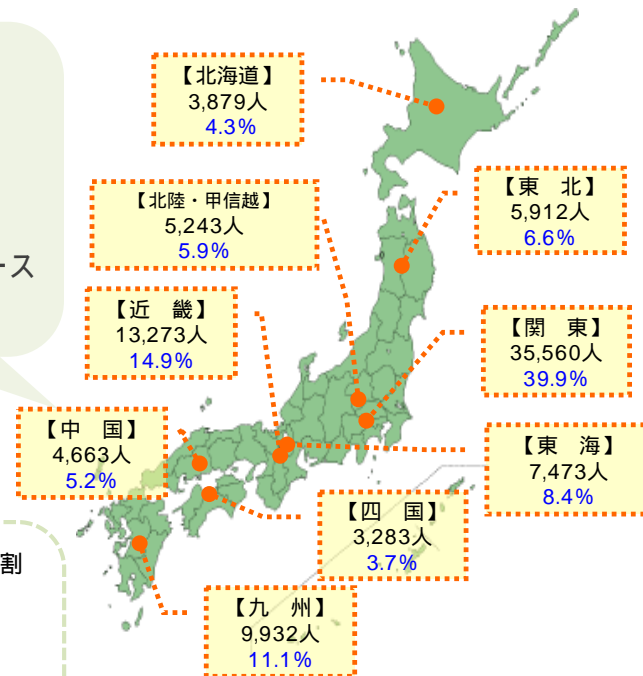 【北海道】
3,879人
4.3%
【北陸・甲信越】
5,243人
5.9%
【東　北】
5,912人
6.6%
ース
【近　畿】
13,273人
14.9%
【関　東】
35,560人
39.9%
【中　国】
4,663人
5.2%
【東　海】
7,473人
8.4%
【四　国】
3,283人
3.7%
割
【九　州】
9,932人
11.1%